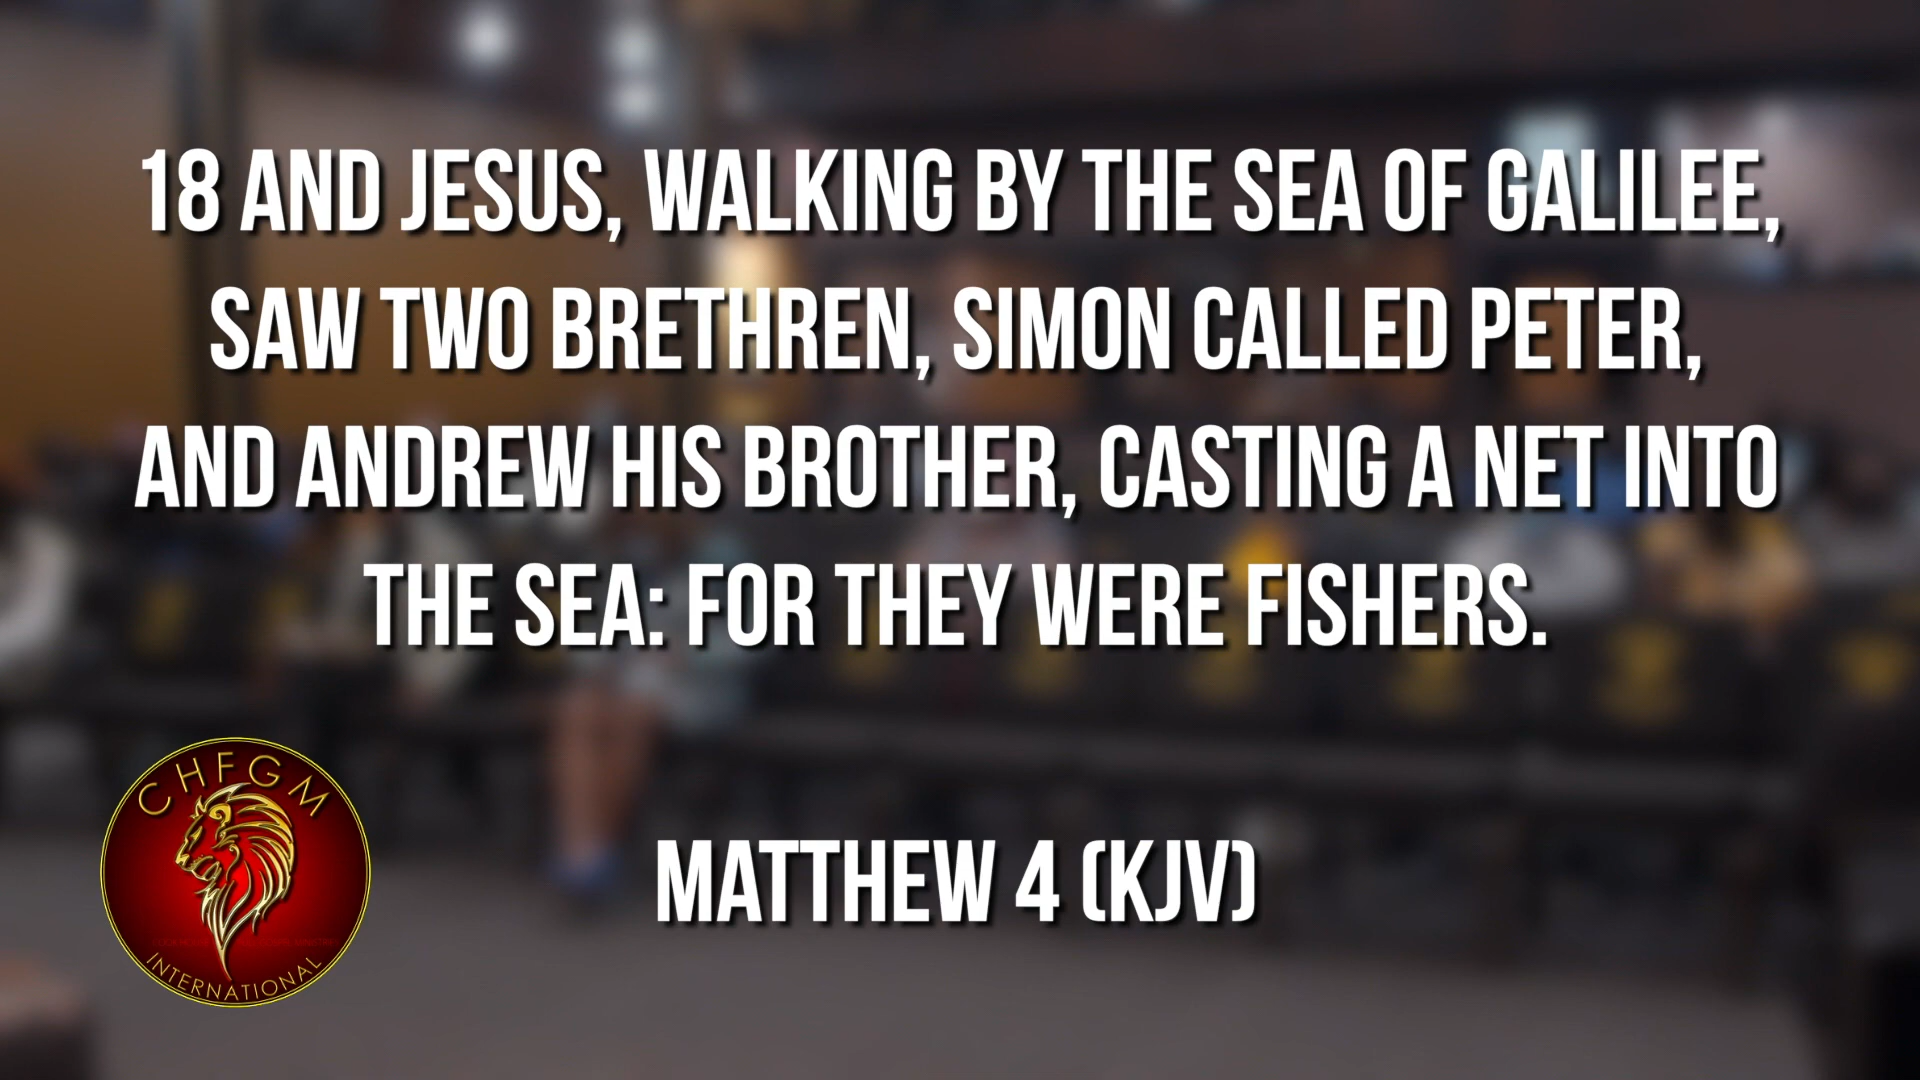 18 AND JESUS, WALKING BY THE SEA OF GALILEE,
SAW TWO BRETHREN, SIMON CALLED PETER,
AND ANDREW HIS BROTHER, CASTING A NET INTO
THE SEA: FOR THEY WERE FISHERS.
MATTHEW 4 (KJV)
CHFGM
INTERNATIONAL